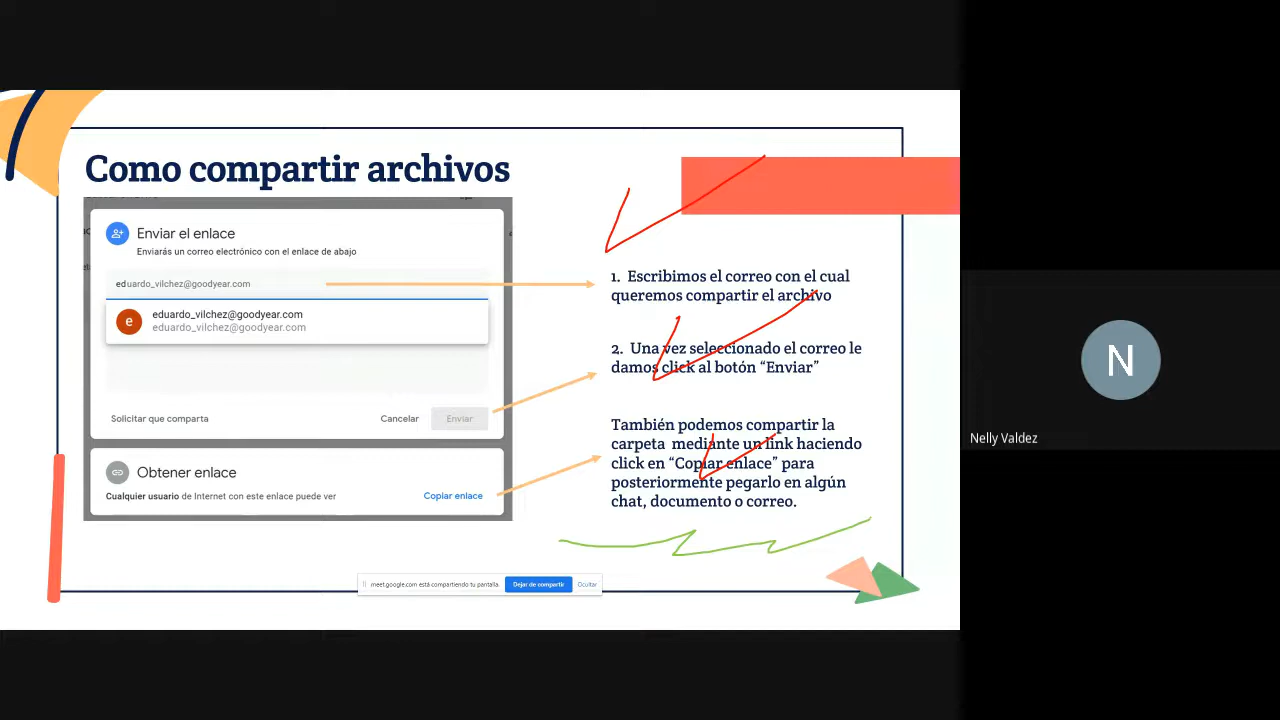 Como compartir archivos
Enviar el enlace
Enviarás un correo electrónico con el enlace de abajo
eduardo_vilchez@goodyear.com
e
eduardo_vilchez@goodyear.com
eduardo_vilchez@goodyear.com
Solicitar que comparta
Cancelar
Enviar
Obtener enlace
Cualquier usuario de Internet con este enlace puede ver
Copiar enlace
1. Escribimos el correo con el cual
queremos compartir el archivo
2. Una vez seleccionado el correo le
damos click al botón “Enviar”
También podemos compartir la
carpeta mediante un link haciendo
click en “Copiar enlace” para
posteriormente pegarlo en algún
chat, documento o correo.
meet.google.com está compartiendo tu pantalla.
Dejar de compartir
Ocultar
N
Nelly Valdez